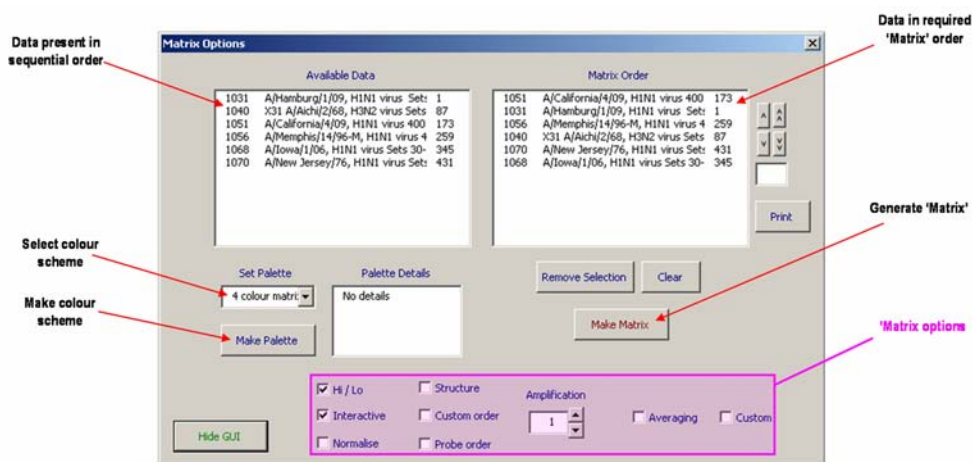 Data present in
sequential order
Data in required
'Matrix' order
Matrix Options
Available Data
Matrix Order
1031 A/Hamburg/1/09, H1N1 virus Sets 1
1040 X31 A/Aichi/2/68, H3N2 virus Sets 87
1051 A/California/4/09, H1N1 virus 400 173
1056 A/Memphis/14/96-M, H1N1 virus 4 259
1068 A/Iowa/1/06, H1N1 virus Sets 30- 345
1070 A/New Jersey/76, H1N1 virus Sets 431
1051 A/California/4/09, H1N1 virus 400 173
1031 A/Hamburg/1/09, H1N1 virus Sets 1
1056 A/Memphis/14/96-M, H1N1 virus 4 259
1040 X31 A/Aichi/2/68, H3N2 virus Sets 87
1070 A/New Jersey/76, H1N1 virus Sets 431
1068 A/Iowa/1/06, H1N1 virus Sets 30- 345
Print
Generate 'Matrix'
Select colour
scheme
Set Palette
Palette Details
4 colour matri:
No details
Remove Selection
Clear
Make colour
scheme
Make Palette
Make Matrix
'Matrix options
Hi / Lo
Structure
Amplification
Interactive
Custom order
1
Averaging
Custom
Normalise
Probe order
Hide GUI